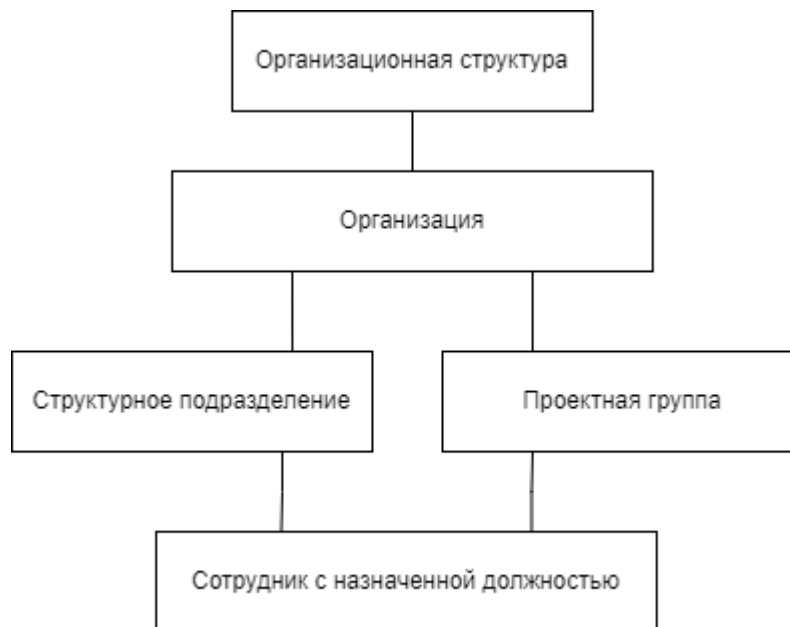 Организационная структура
Организация
Структурное подразделение
Проектная группа
Сотрудник с назначенной должностью